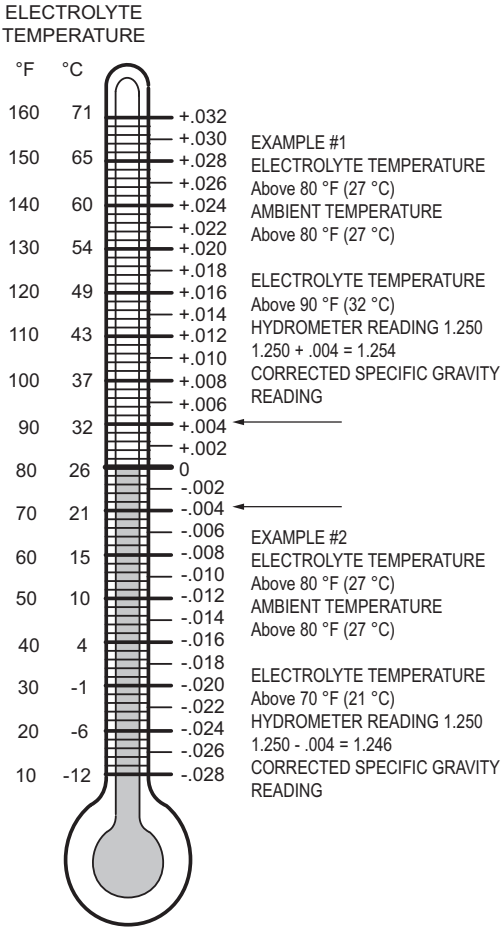 ELECTROLYTE
TEMPERATURE
°F °C
160 71 +.032
+.030
150 65 +.028
+.026
140 60 +.024
+.022
130 54 +.020
+.018
120 49 +.016
+.014
110 43 +.012
+.010
100 37 +.008
+.006
90 32 +.004
+.002
80 26 0
-.002
70 21 -.004
-.006
60 15 -.008
-.010
50 10 -.012
-.014
40 4 -.016
-.018
30 -1 -.020
-.022
20 -6 -.024
-.026
10 -12 -.028
EXAMPLE #1
ELECTROLYTE TEMPERATURE
Above 80 °F (27 °C)
AMBIENT TEMPERATURE
Above 80 °F (27 °C)
ELECTROLYTE TEMPERATURE
Above 90 °F (32 °C)
HYDROMETER READING 1.250
1.250 + .004 = 1.254
CORRECTED SPECIFIC GRAVITY
READING
EXAMPLE #2
ELECTROLYTE TEMPERATURE
Above 80 °F (27 °C)
AMBIENT TEMPERATURE
Above 80 °F (27 °C)
ELECTROLYTE TEMPERATURE
Above 70 °F (21 °C)
HYDROMETER READING 1.250
1.250 - .004 = 1.246
CORRECTED SPECIFIC GRAVITY
READING